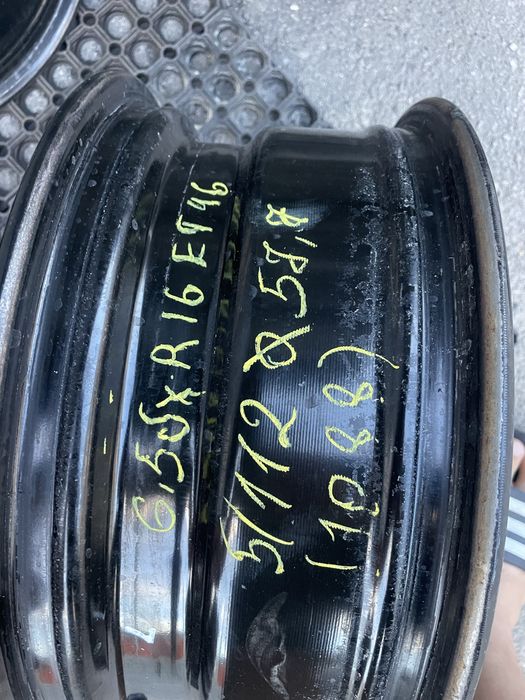 6,5Jx R16 ET46
5/112 Ø 57,1
(1088)